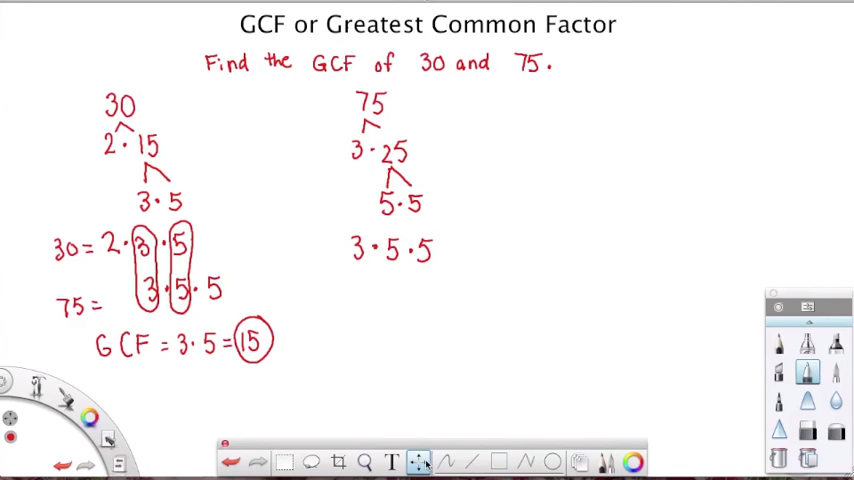 GCF or Greatest Common Factor
Find the GCF of 30 and 75.
30
2 · 15
3 · 5
75
3 · 25
5 · 5
3 · 5 · 5
30 = 2 · 3 · 5
75 = 3 · 5 · 5
GCF = 3 · 5 = 15
T